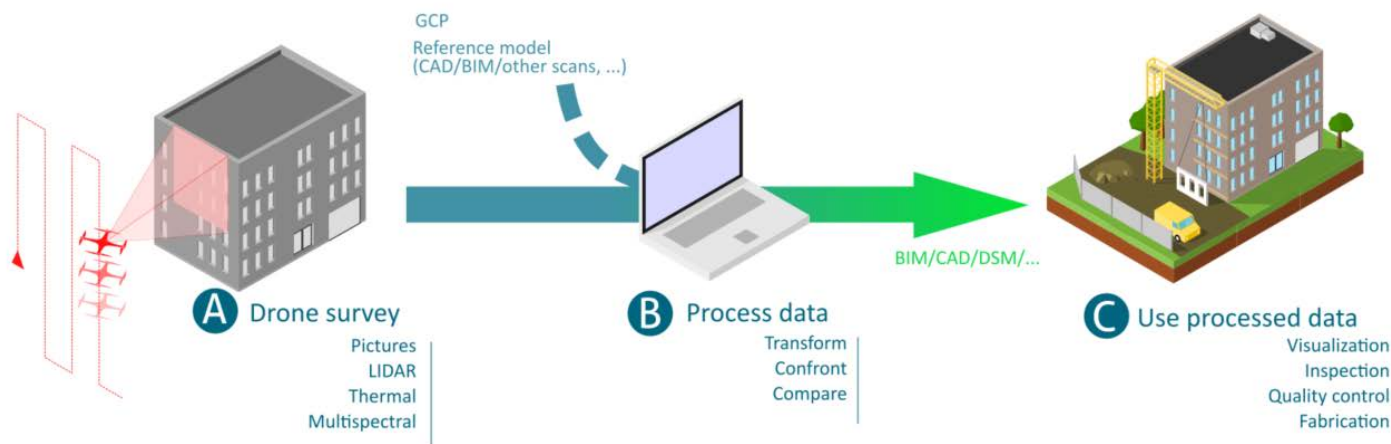 GCP
Reference model
(CAD/BIM/other scans, ...)
BIM/CAD/DSM/...
A Drone survey
Pictures
LIDAR
Thermal
Multispectral
B Process data
Transform
Confront
Compare
C Use processed data
Visualization
Inspection
Quality control
Fabrication